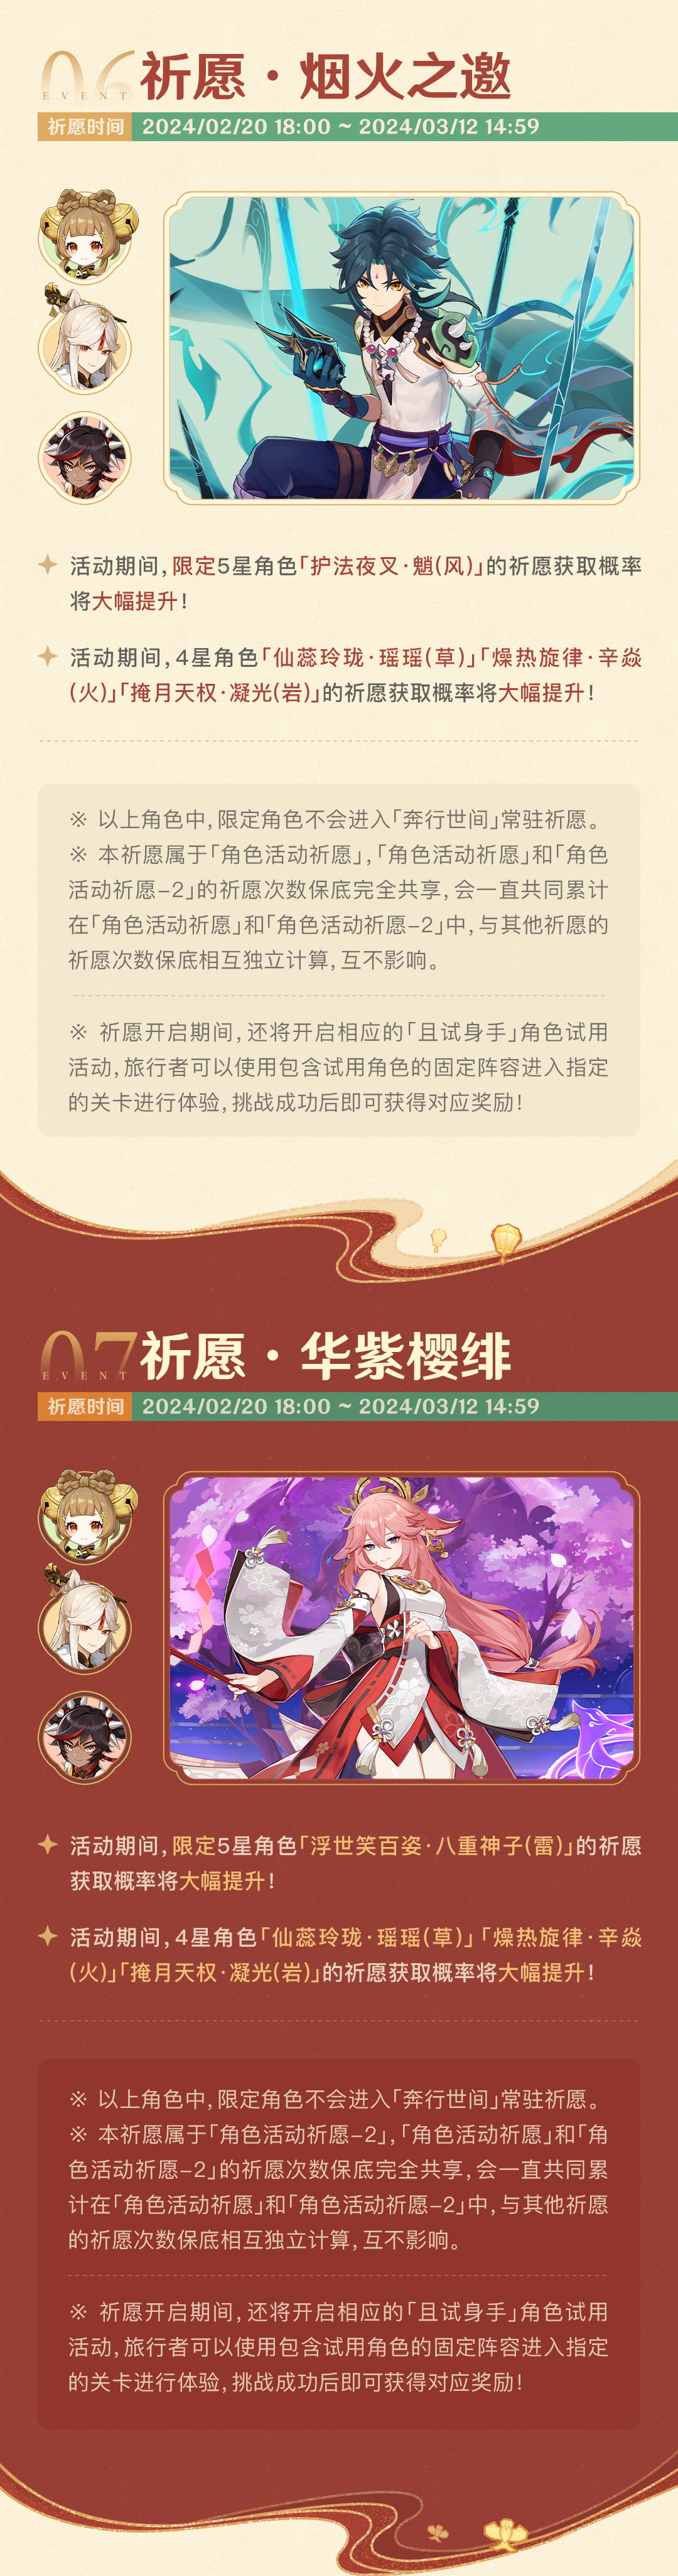 06
EVENT
祈愿·烟火之邀
祈愿时间 2024/02/20 18:00 ~ 2024/03/12 14:59
活动期间,限定5星角色「护法夜叉·魈(风)」的祈愿获取概率
将大幅提升!
活动期间,4星角色「仙蕊玲珑·瑶瑶(草)」「燥热旋律·辛焱
(火)」「掩月天权·凝光(岩)」的祈愿获取概率将大幅提升!
※ 以上角色中,限定角色不会进入「奔行世间」常驻祈愿。
※ 本祈愿属于「角色活动祈愿」,「角色活动祈愿」和「角色
活动祈愿-2」的祈愿次数保底完全共享,会一直共同累计
在「角色活动祈愿」和「角色活动祈愿-2」中,与其他祈愿的
祈愿次数保底相互独立计算,互不影响。
※ 祈愿开启期间,还将开启相应的「且试身手」角色试用
活动,旅行者可以使用包含试用角色的固定阵容进入指定
的关卡进行体验,挑战成功后即可获得对应奖励!
07
EVENT
祈愿·华紫樱绯
祈愿时间 2024/02/20 18:00 ~ 2024/03/12 14:59
活动期间,限定5星角色「浮世笑百姿·八重神子(雷)」的祈愿
获取概率将大幅提升!
活动期间,4星角色「仙蕊玲珑·瑶瑶(草)」「燥热旋律·辛焱
(火)」「掩月天权·凝光(岩)」的祈愿获取概率将大幅提升!
※ 以上角色中,限定角色不会进入「奔行世间」常驻祈愿。
※ 本祈愿属于「角色活动祈愿-2」,「角色活动祈愿」和「角
色活动祈愿-2」的祈愿次数保底完全共享,会一直共同累
计在「角色活动祈愿」和「角色活动祈愿-2」中,与其他祈愿
的祈愿次数保底相互独立计算,互不影响。
※ 祈愿开启期间,还将开启相应的「且试身手」角色试用
活动,旅行者可以使用包含试用角色的固定阵容进入指定
的关卡进行体验,挑战成功后即可获得对应奖励!